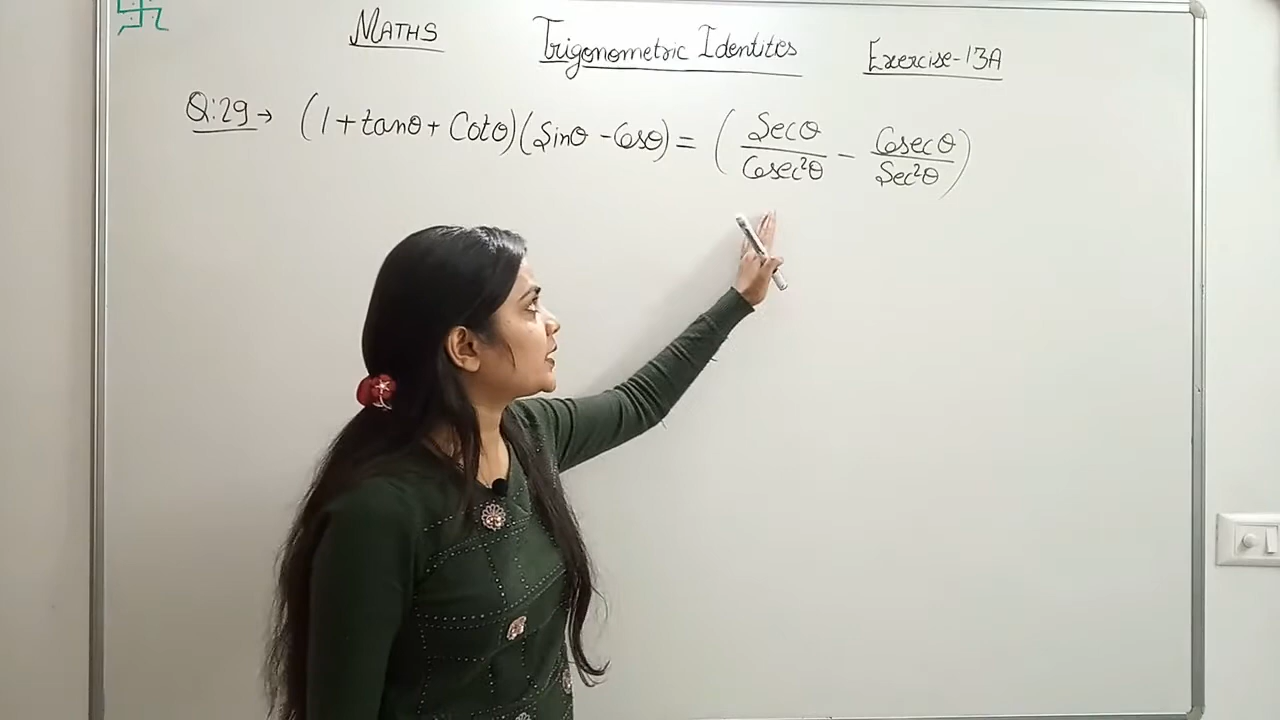 MATHS Trigonometric Identites Exercise-13A
Q:29→ (1+tanθ+Cotθ)(Sinθ-Cosθ) = (Secθ/Cosec²θ - Cosecθ/Sec²θ)